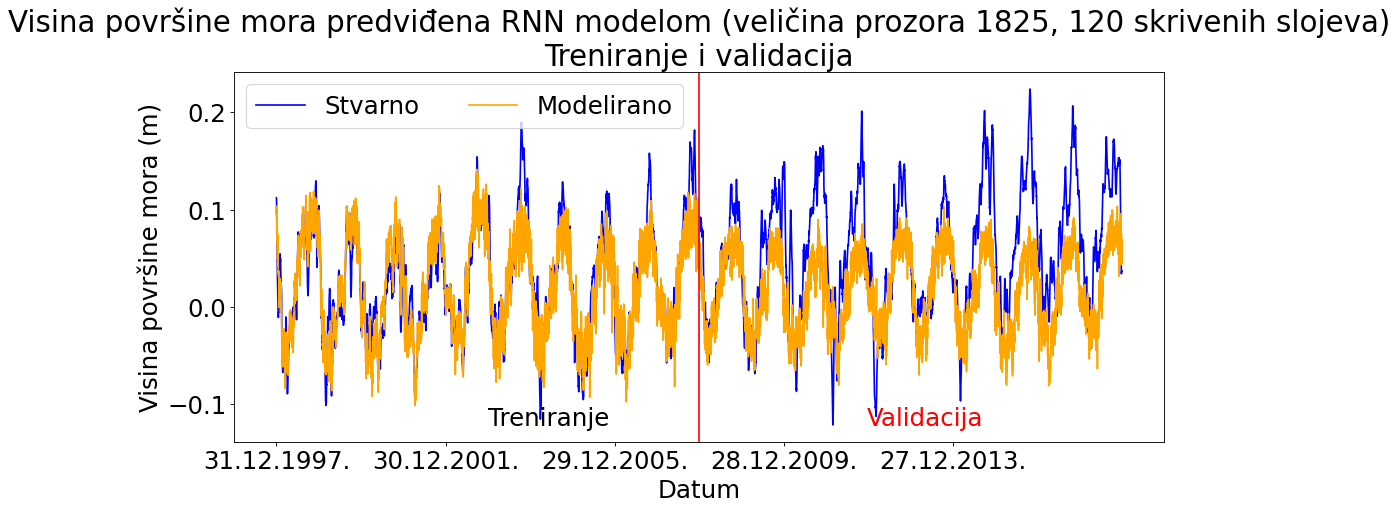 Visina površine mora predviđena RNN modelom (veličina prozora 1825, 120 skrivenih slojeva)
Treniranje i validacija
Stvarno
Modelirano
Visina površine mora (m)
0.2
0.1
0.0
−0.1
Treniranje
Validacija
31.12.1997.
30.12.2001.
29.12.2005.
28.12.2009.
27.12.2013.
Datum